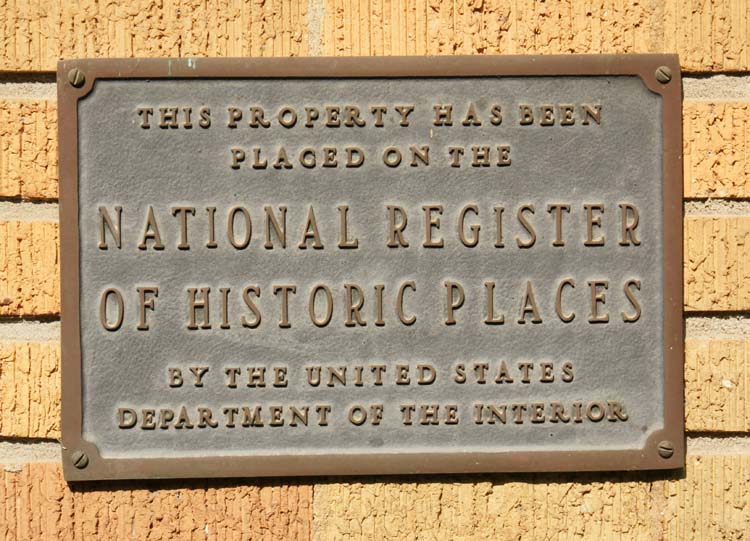 THIS PROPERTY HAS BEEN
PLACED ON THE
NATIONAL REGISTER
OF HISTORIC PLACES
BY THE UNITED STATES
DEPARTMENT OF THE INTERIOR